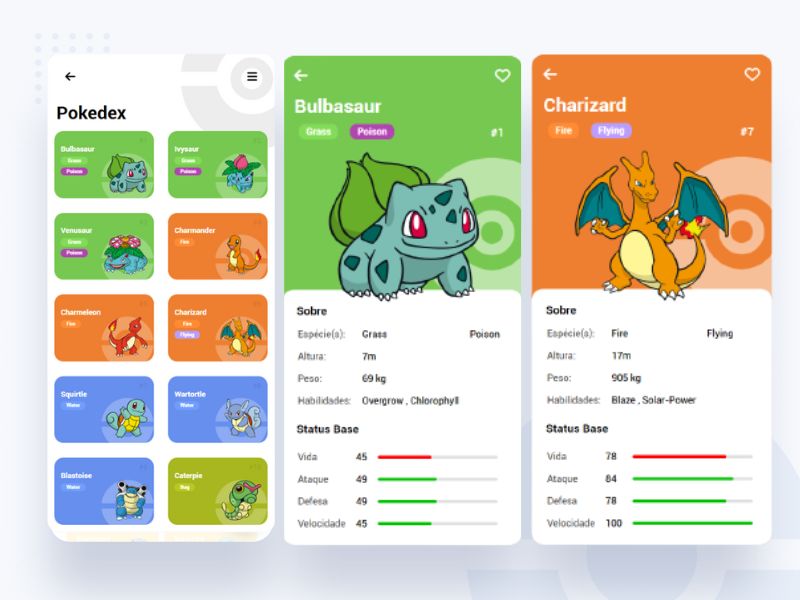 Pokedex
Bulbasaur
Grass
Poison
Ivysaur
Grass
Poison
Venusaur
Grass
Poison
Charmander
Fire
Charmeleon
Fire
Charizard
Fire
Flying
Squirtle
Water
Wartortle
Water
Blastoise
Water
Caterpie
Bug
Bulbasaur
Grass Poison #1
Sobre
Espécie(s): Grass Poison
Altura: 7m
Peso: 69 kg
Habilidades: Overgrow , Chlorophyll
Status Base
Vida 45
Ataque 49
Defesa 49
Velocidade 45
Charizard
Fire Flying #7
Sobre
Espécie(s): Fire Flying
Altura: 17m
Peso: 905 kg
Habilidades: Blaze , Solar-Power
Status Base
Vida 78
Ataque 84
Defesa 78
Velocidade 100